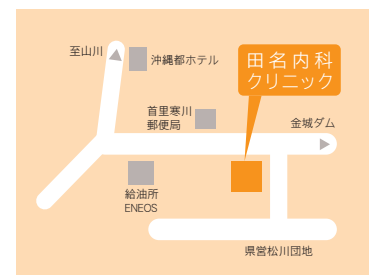 至山川
沖縄都ホテル
田名内科
クリニック
首里寒川
郵便局
金城ダム
給油所
ENEOS
県営松川団地